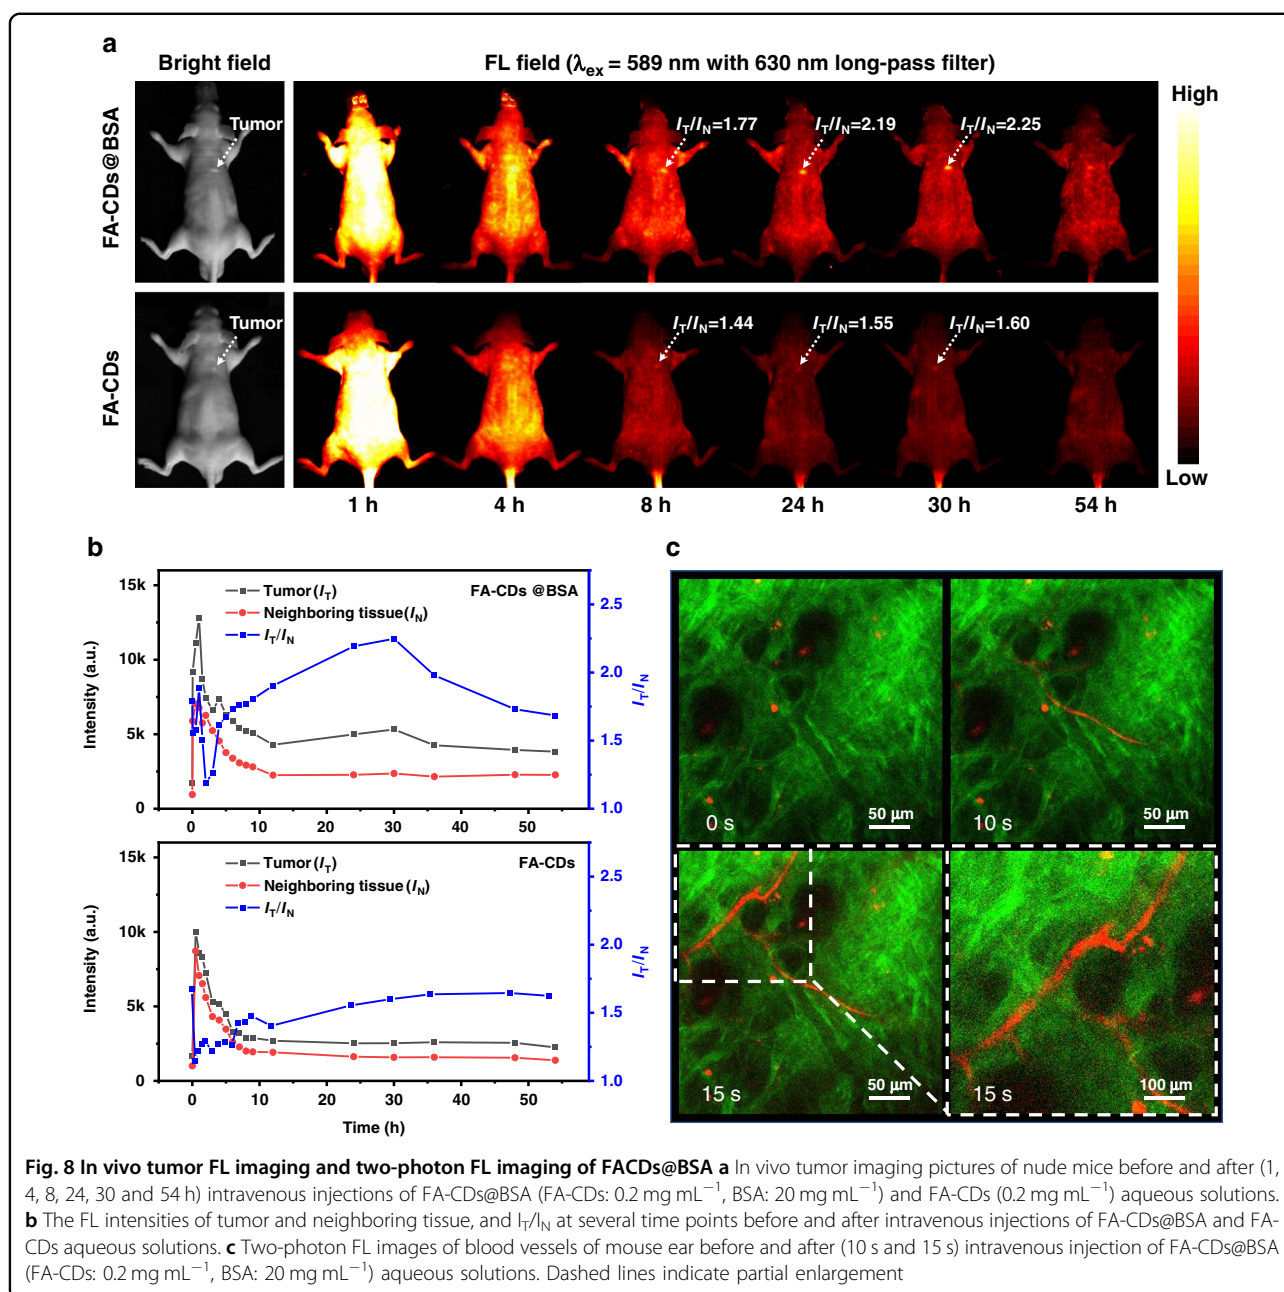 a
Bright field
FL field (λex = 589 nm with 630 nm long-pass filter)
FA-CDs@BSA
Tumor
IT/IN=1.77
IT/IN=2.19
IT/IN=2.25
High
FA-CDs
Tumor
IT/IN=1.44
IT/IN=1.55
IT/IN=1.60
Low
1 h
4 h
8 h
24 h
30 h
54 h
b
15k
10k
5k
0
Intensity (a.u.)
Tumor (IT)
Neighboring tissue (IN)
IT/IN
FA-CDs @BSA
2.5
2.0
1.5
1.0
IT/IN
0 10 20 30 40 50
15k
10k
5k
0
Intensity (a.u.)
Tumor (IT)
Neighboring tissue (IN)
IT/IN
FA-CDs
2.5
2.0
1.5
1.0
IT/IN
0 10 20 30 40 50
Time (h)
c
0 s
50 μm
10 s
50 μm
15 s
50 μm
15 s
100 μm
Fig. 8 In vivo tumor FL imaging and two-photon FL imaging of FACDs@BSA a In vivo tumor imaging pictures of nude mice before and after (1,
4, 8, 24, 30 and 54 h) intravenous injections of FA-CDs@BSA (FA-CDs: 0.2 mg mL⁻¹, BSA: 20 mg mL⁻¹) and FA-CDs (0.2 mg mL⁻¹) aqueous solutions.
b The FL intensities of tumor and neighboring tissue, and IT/IN at several time points before and after intravenous injections of FA-CDs@BSA and FA-
CDs aqueous solutions. c Two-photon FL images of blood vessels of mouse ear before and after (10 s and 15 s) intravenous injection of FA-CDs@BSA
(FA-CDs: 0.2 mg mL⁻¹, BSA: 20 mg mL⁻¹) aqueous solutions. Dashed lines indicate partial enlargement